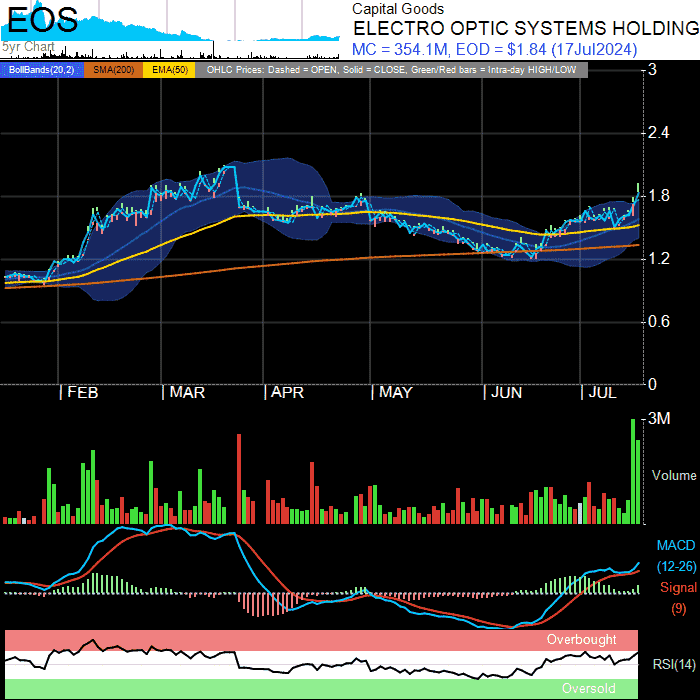 EOS
5yr Chart
Capital Goods
ELECTRO OPTIC SYSTEMS HOLDING
MC = 354.1M, EOD = $1.84 (17Jul2024)
BollBands(20,2) SMA(200) EMA(50) OHLC Prices: Dashed = OPEN, Solid = CLOSE, Green/Red bars = Intra-day HIGH/LOW
3
2.4
1.8
1.2
0.6
0
FEB MAR APR MAY JUN JUL
3M
Volume
MACD
(12-26)
Signal
(9)
Overbought
RSI(14)
Oversold